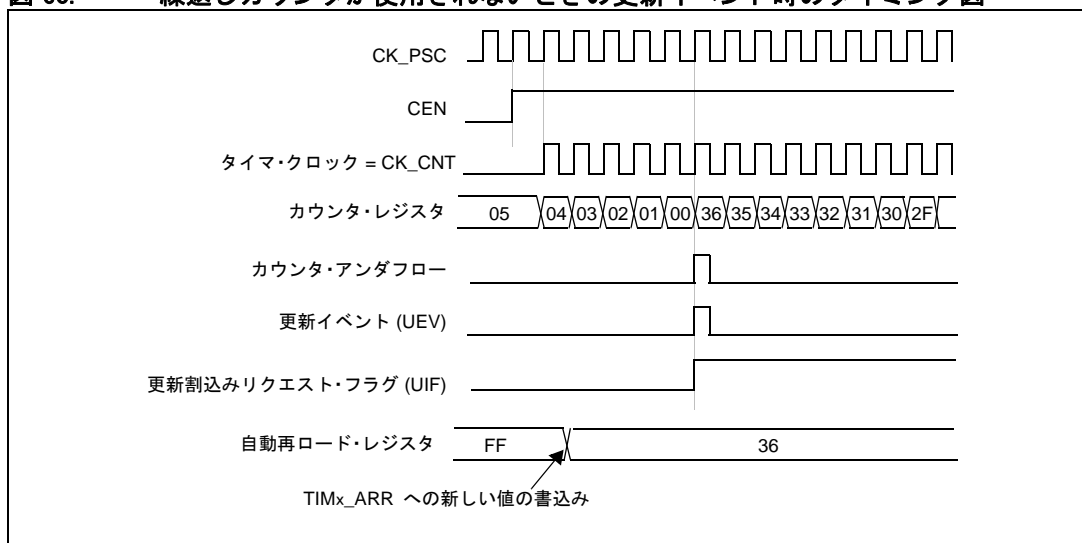 CK_PSC
CEN
タイマ・クロック = CK_CNT
カウンタ・レジスタ 05 04 03 02 01 00 36 35 34 33 32 31 30 2F
カウンタ・アンダフロー
更新イベント (UEV)
更新割込みリクエスト・フラグ (UIF)
自動再ロード・レジスタ FF 36
TIMx_ARR への新しい値の書込み